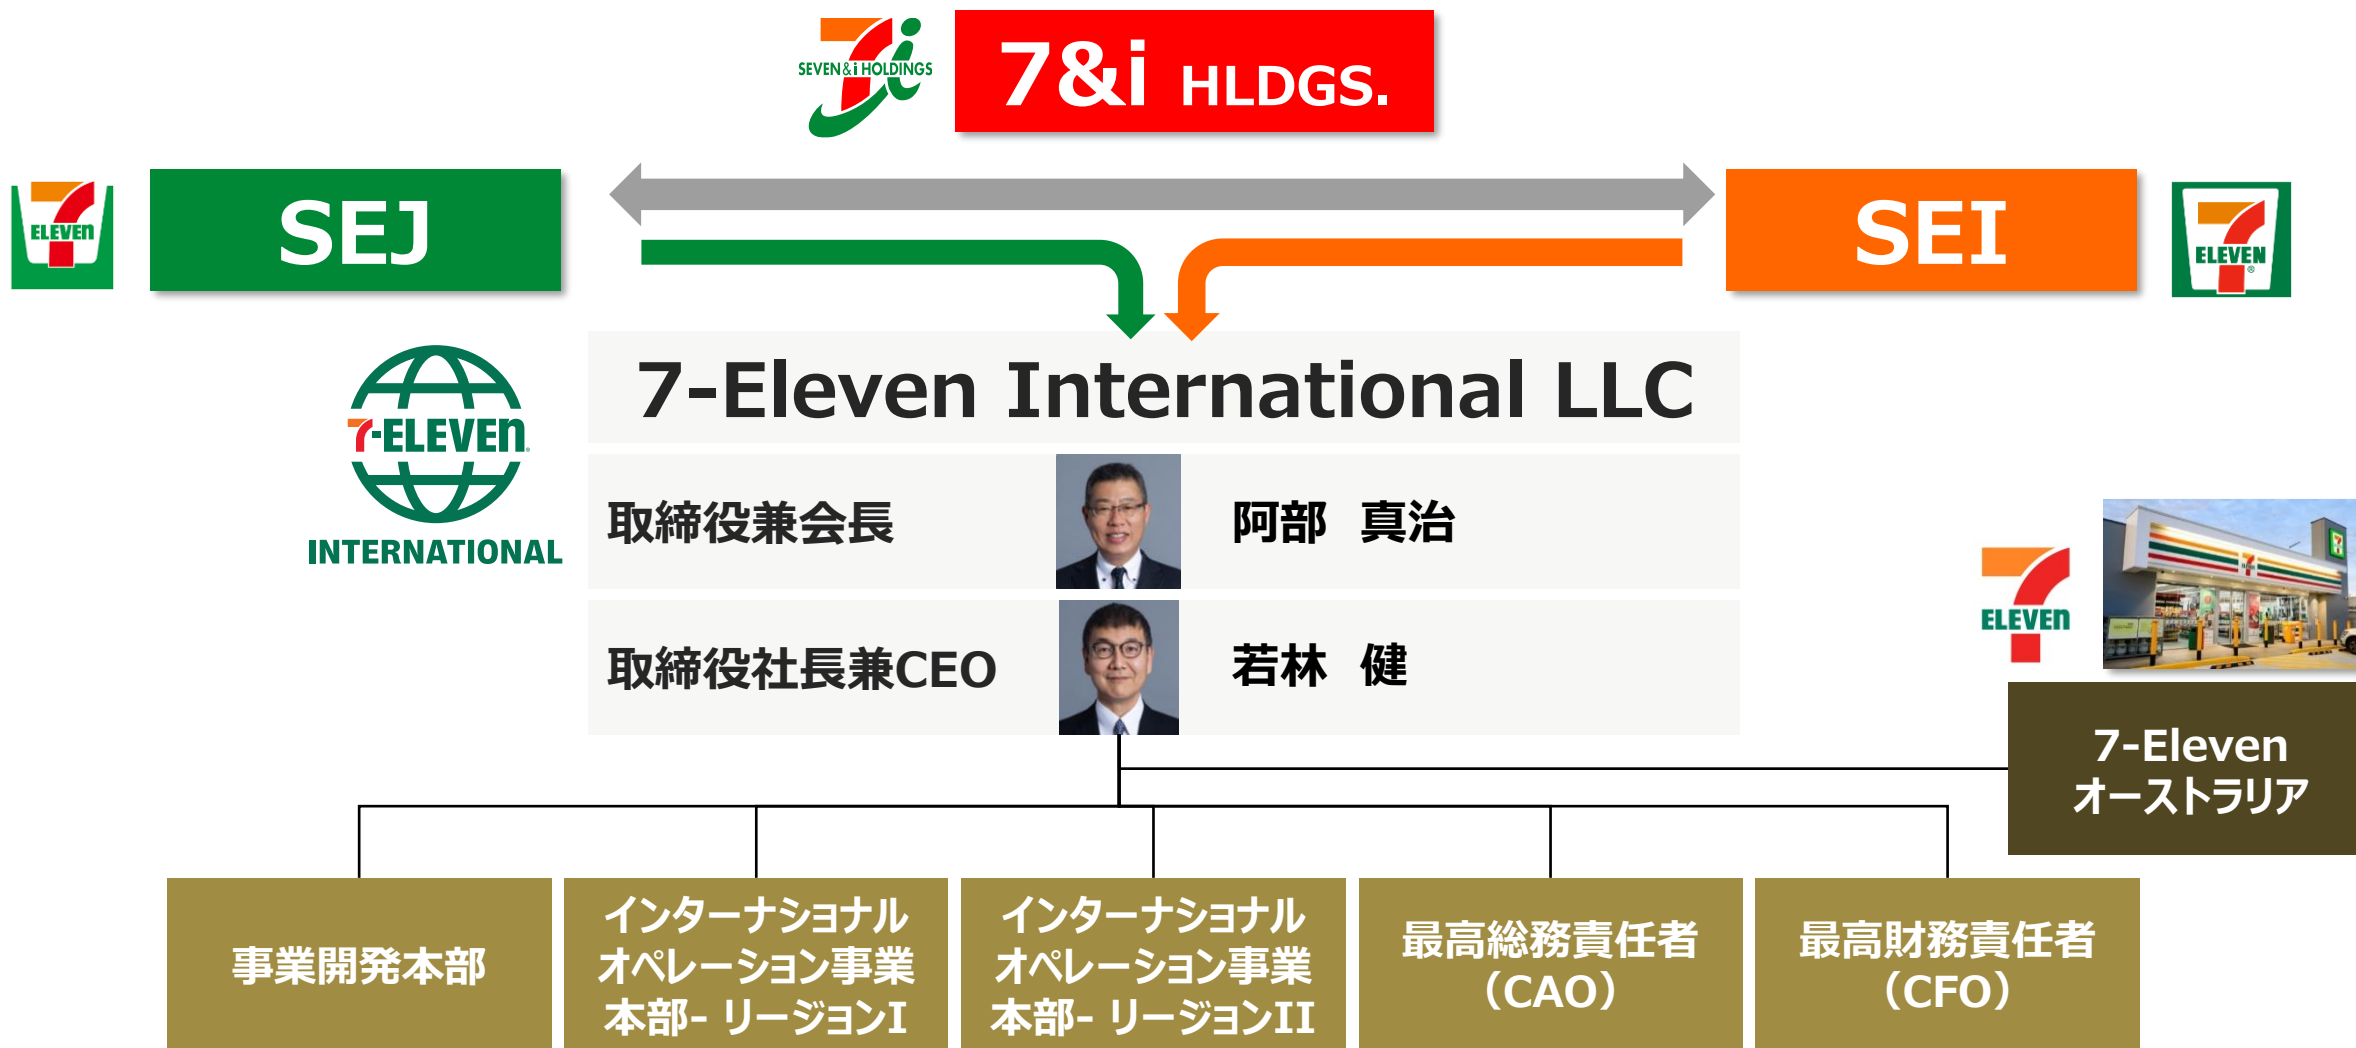 SEVEN&i HOLDINGS
7&i HLDGS.
7
ELEVEN
SEJ
SEI
7
ELEVEN
®
7-Eleven International LLC
7-ELEVEN®
INTERNATIONAL
取締役兼会長
阿部 真治
取締役社長兼CEO
若林 健
7
ELEVEN
7-Eleven
オーストラリア
事業開発本部
インターナショナル
オペレーション事業
本部- リージョンI
インターナショナル
オペレーション事業
本部- リージョンII
最高総務責任者
（CAO）
最高財務責任者
（CFO）